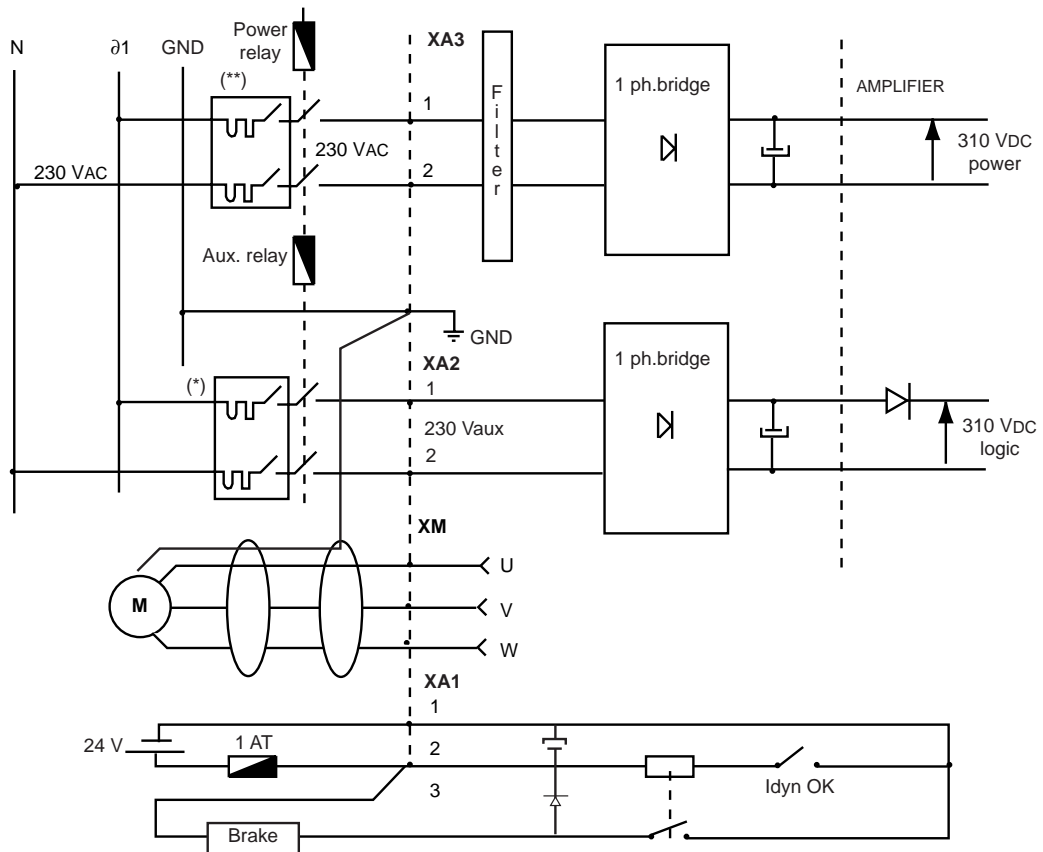 N
∂1
GND
Power
relay
XA3
(**)
1
230 VAC
230 VAC
2
Filter
1 ph.bridge
AMPLIFIER
310 VDC
power
Aux. relay
GND
XA2
(*)
1
230 Vaux
2
1 ph.bridge
310 VDC
logic
XM
M
U
V
W
XA1
1
24 V
1 AT
2
3
Idyn OK
Brake